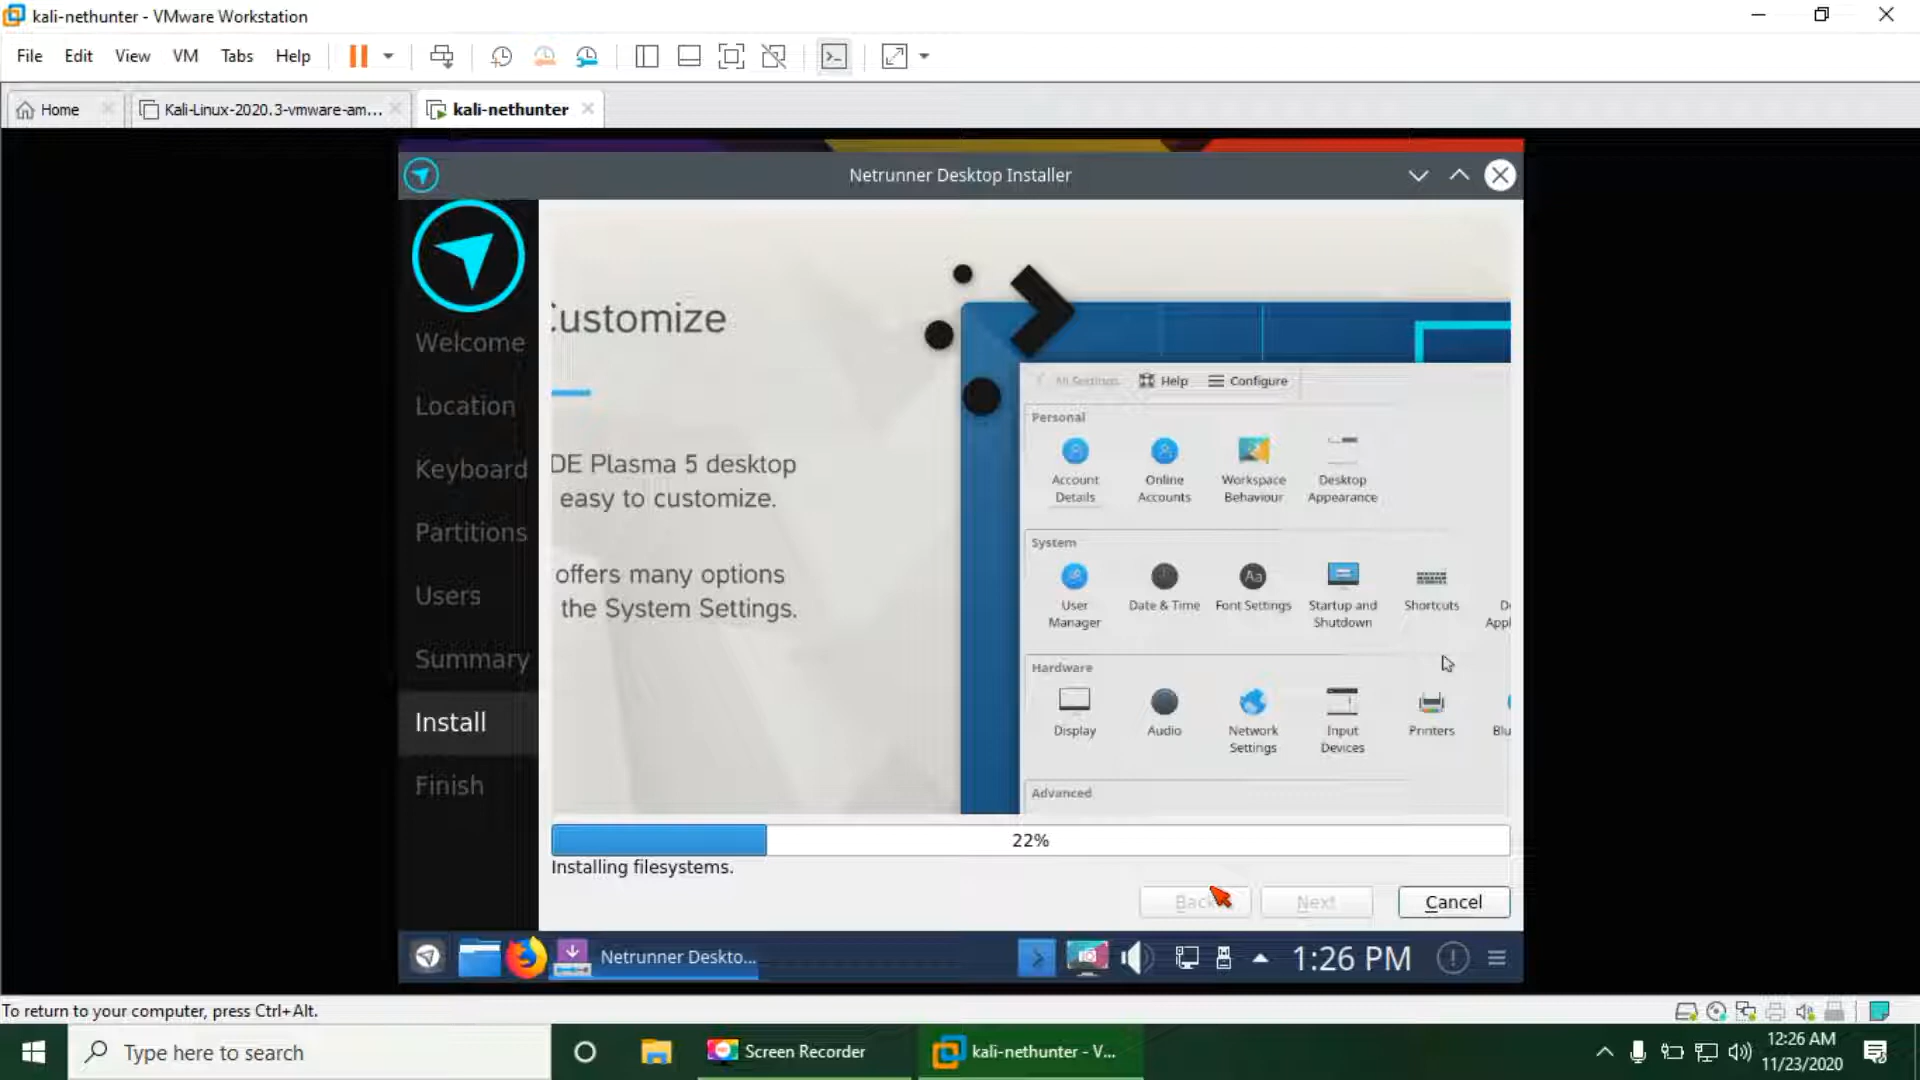 kali-nethunter - VMware Workstation
File Edit View VM Tabs Help
Home
Kali-Linux-2020.3-vmware-am...
kali-nethunter
Netrunner Desktop Installer
Welcome
Location
Keyboard
Partitions
Users
Summary
Install
Finish
ustomize
DE Plasma 5 desktop
easy to customize.
offers many options
the System Settings.
All Settings Help Configure
Personal
Account Details
Online Accounts
Workspace Behaviour
Desktop Appearance
System
User Manager
Date & Time
Font Settings
Startup and Shutdown
Shortcuts
Hardware
Display
Audio
Network Settings
Input Devices
Printers
Blu
Advanced
22%
Installing filesystems.
Back Next Cancel
Netrunner Deskto...
1:26 PM
To return to your computer, press Ctrl+Alt.
Type here to search
Screen Recorder
kali-nethunter - V...
12:26 AM
11/23/2020